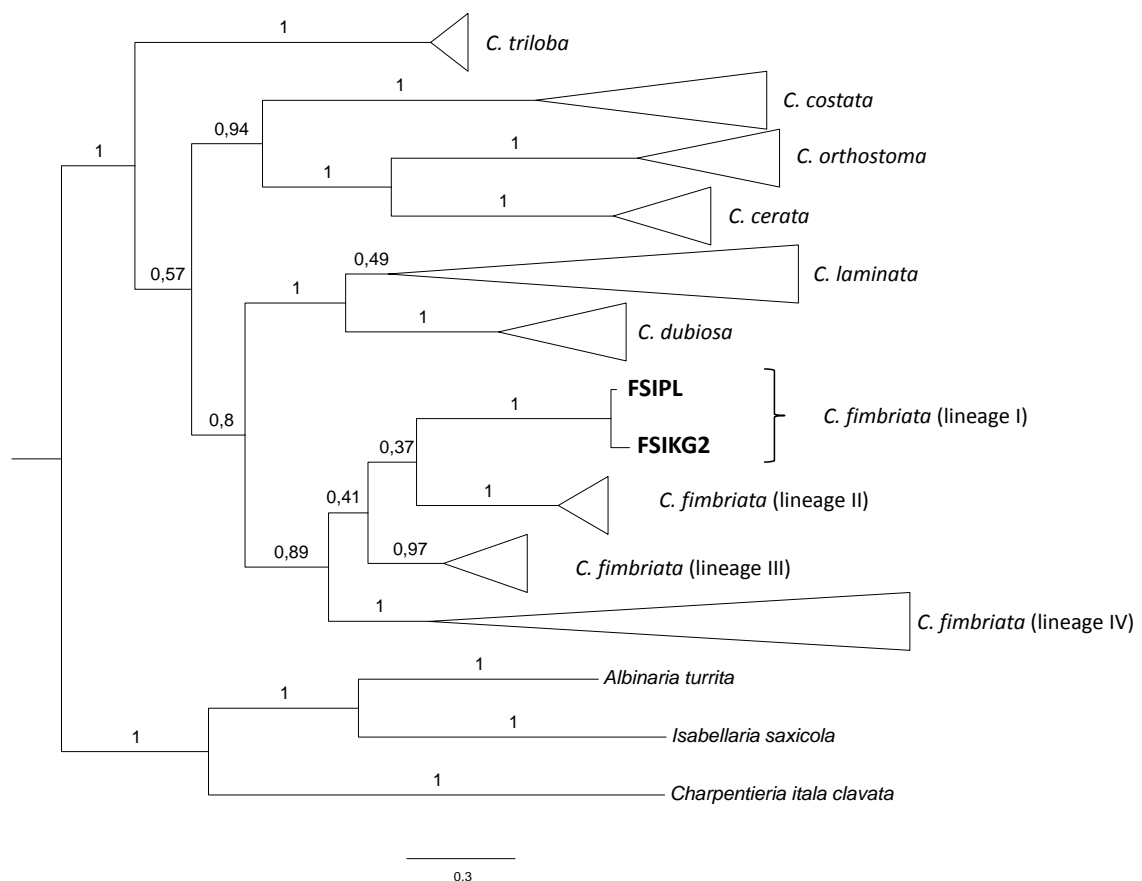 1
C. triloba
1
C. costata
0,94
1
1
C. orthostoma
1
1
C. cerata
0,49
C. laminata
0,57
1
1
C. dubiosa
FSIPL
1
C. fimbriata (lineage I)
0,8
FSIKG2
0,37
1
C. fimbriata (lineage II)
0,41
0,89
0,97
C. fimbriata (lineage III)
1
C. fimbriata (lineage IV)
1
Albinaria turrita
1
1
Isabellaria saxicola
1
1
Charpentieria itala clavata
0.3